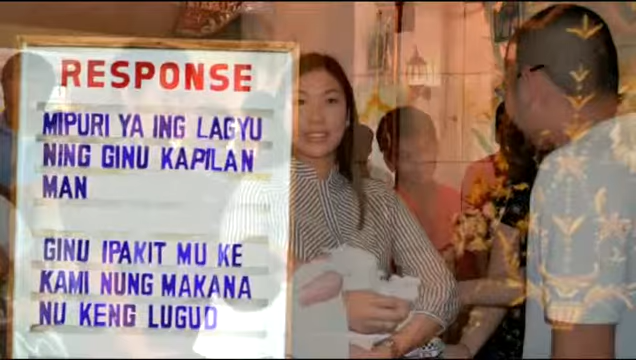 RESPONSE
MIPURI YA ING LAGYU
NING GINU KAPILAN
MAN
GINU IPAKIT MU KE
KAMI NUNG MAKANA
NU KENG LUGUD